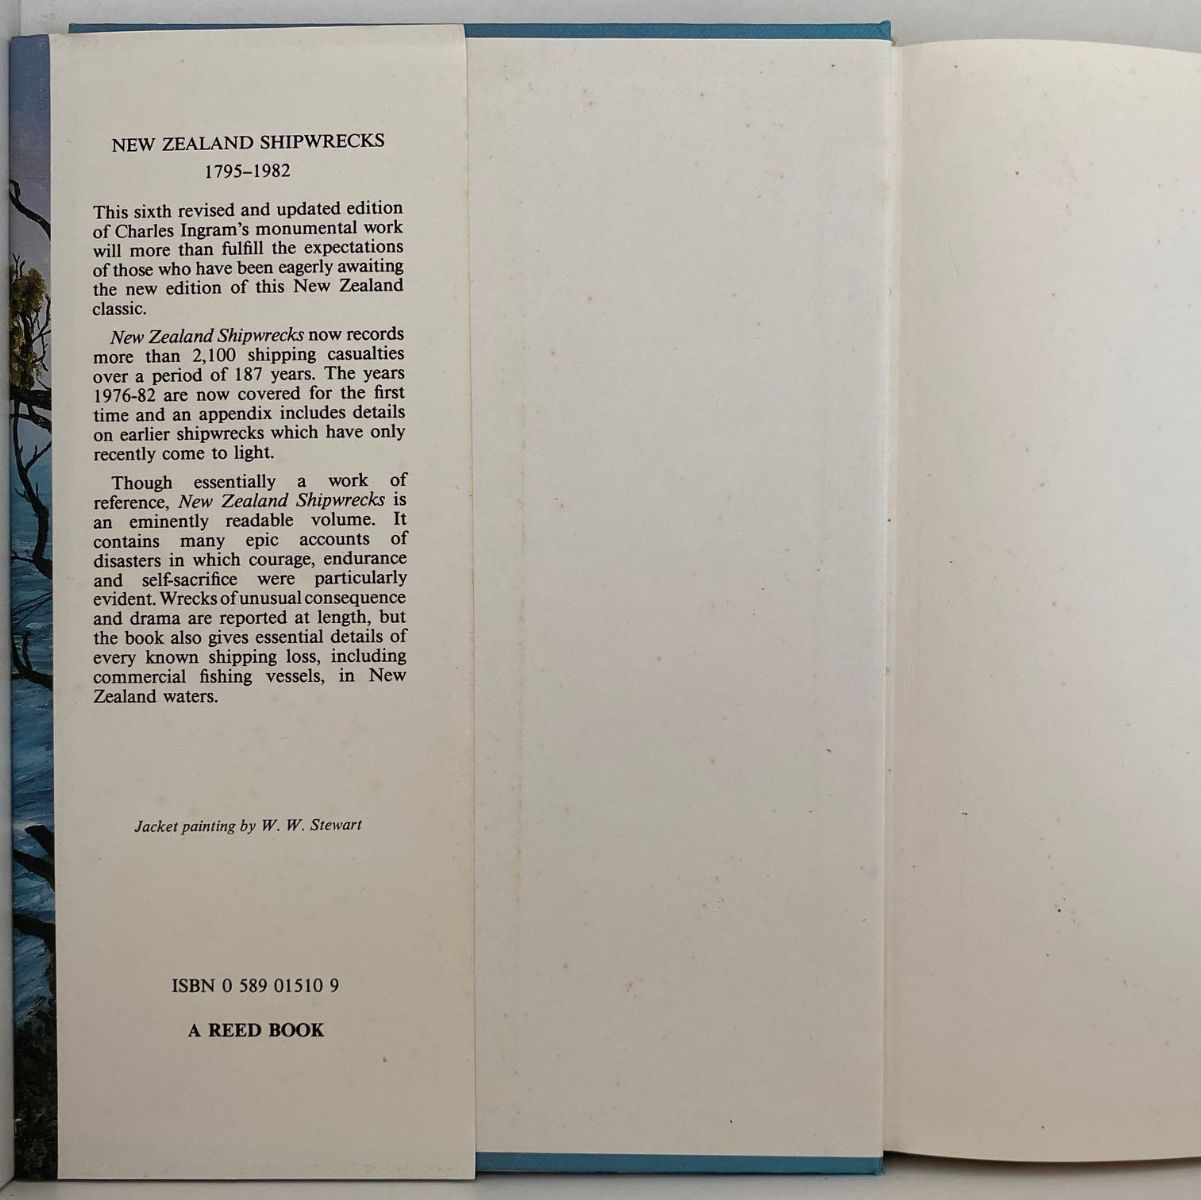 NEW ZEALAND SHIPWRECKS
1795–1982
This sixth revised and updated edition
of Charles Ingram's monumental work
will more than fulfill the expectations
of those who have been eagerly awaiting
the new edition of this New Zealand
classic.
New Zealand Shipwrecks now records
more than 2,100 shipping casualties
over a period of 187 years. The years
1976-82 are now covered for the first
time and an appendix includes details
on earlier shipwrecks which have only
recently come to light.
Though essentially a work of
reference, New Zealand Shipwrecks is
an eminently readable volume. It
contains many epic accounts of
disasters in which courage, endurance
and self-sacrifice were particularly
evident. Wrecks of unusual consequence
and drama are reported at length, but
the book also gives essential details of
every known shipping loss, including
commercial fishing vessels, in New
Zealand waters.
Jacket painting by W. W. Stewart
ISBN 0 589 01510 9
A REED BOOK